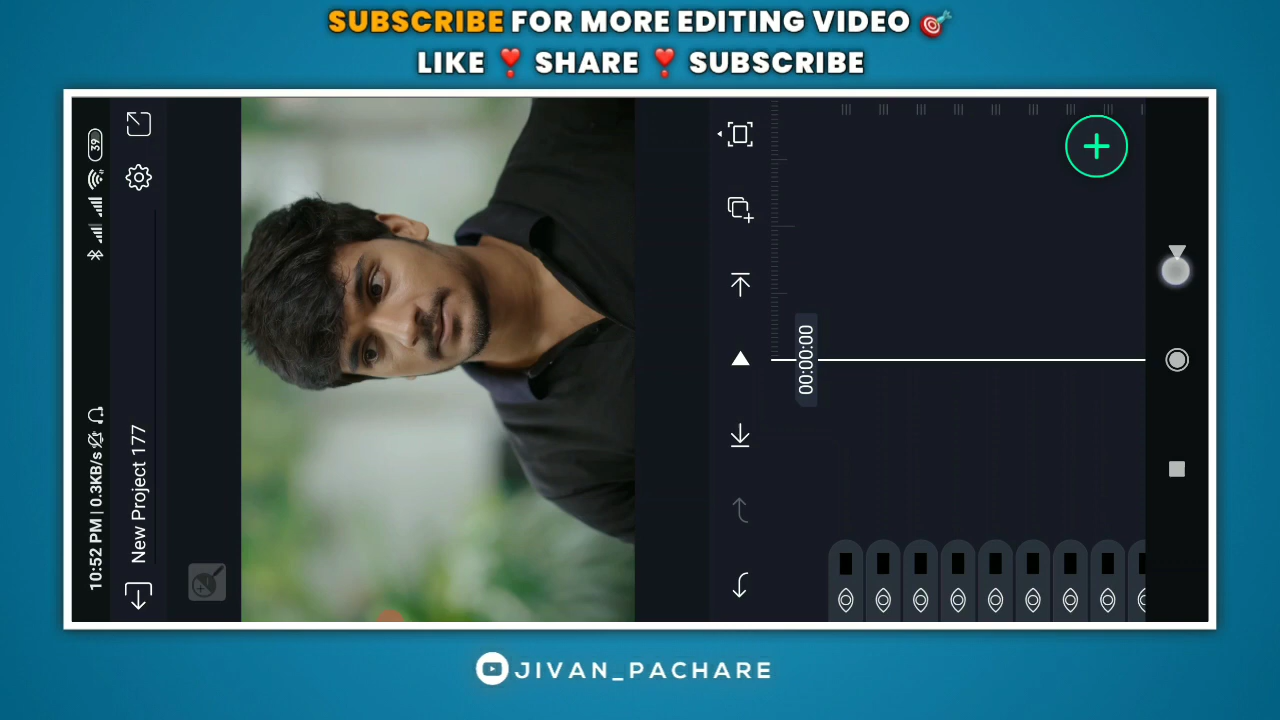 SUBSCRIBE FOR MORE EDITING VIDEO 🎯
LIKE ❣️ SHARE ❣️ SUBSCRIBE
10:52 PM | 0.3KB/s
39
New Project 177
00:00:00
JIVAN_PACHARE